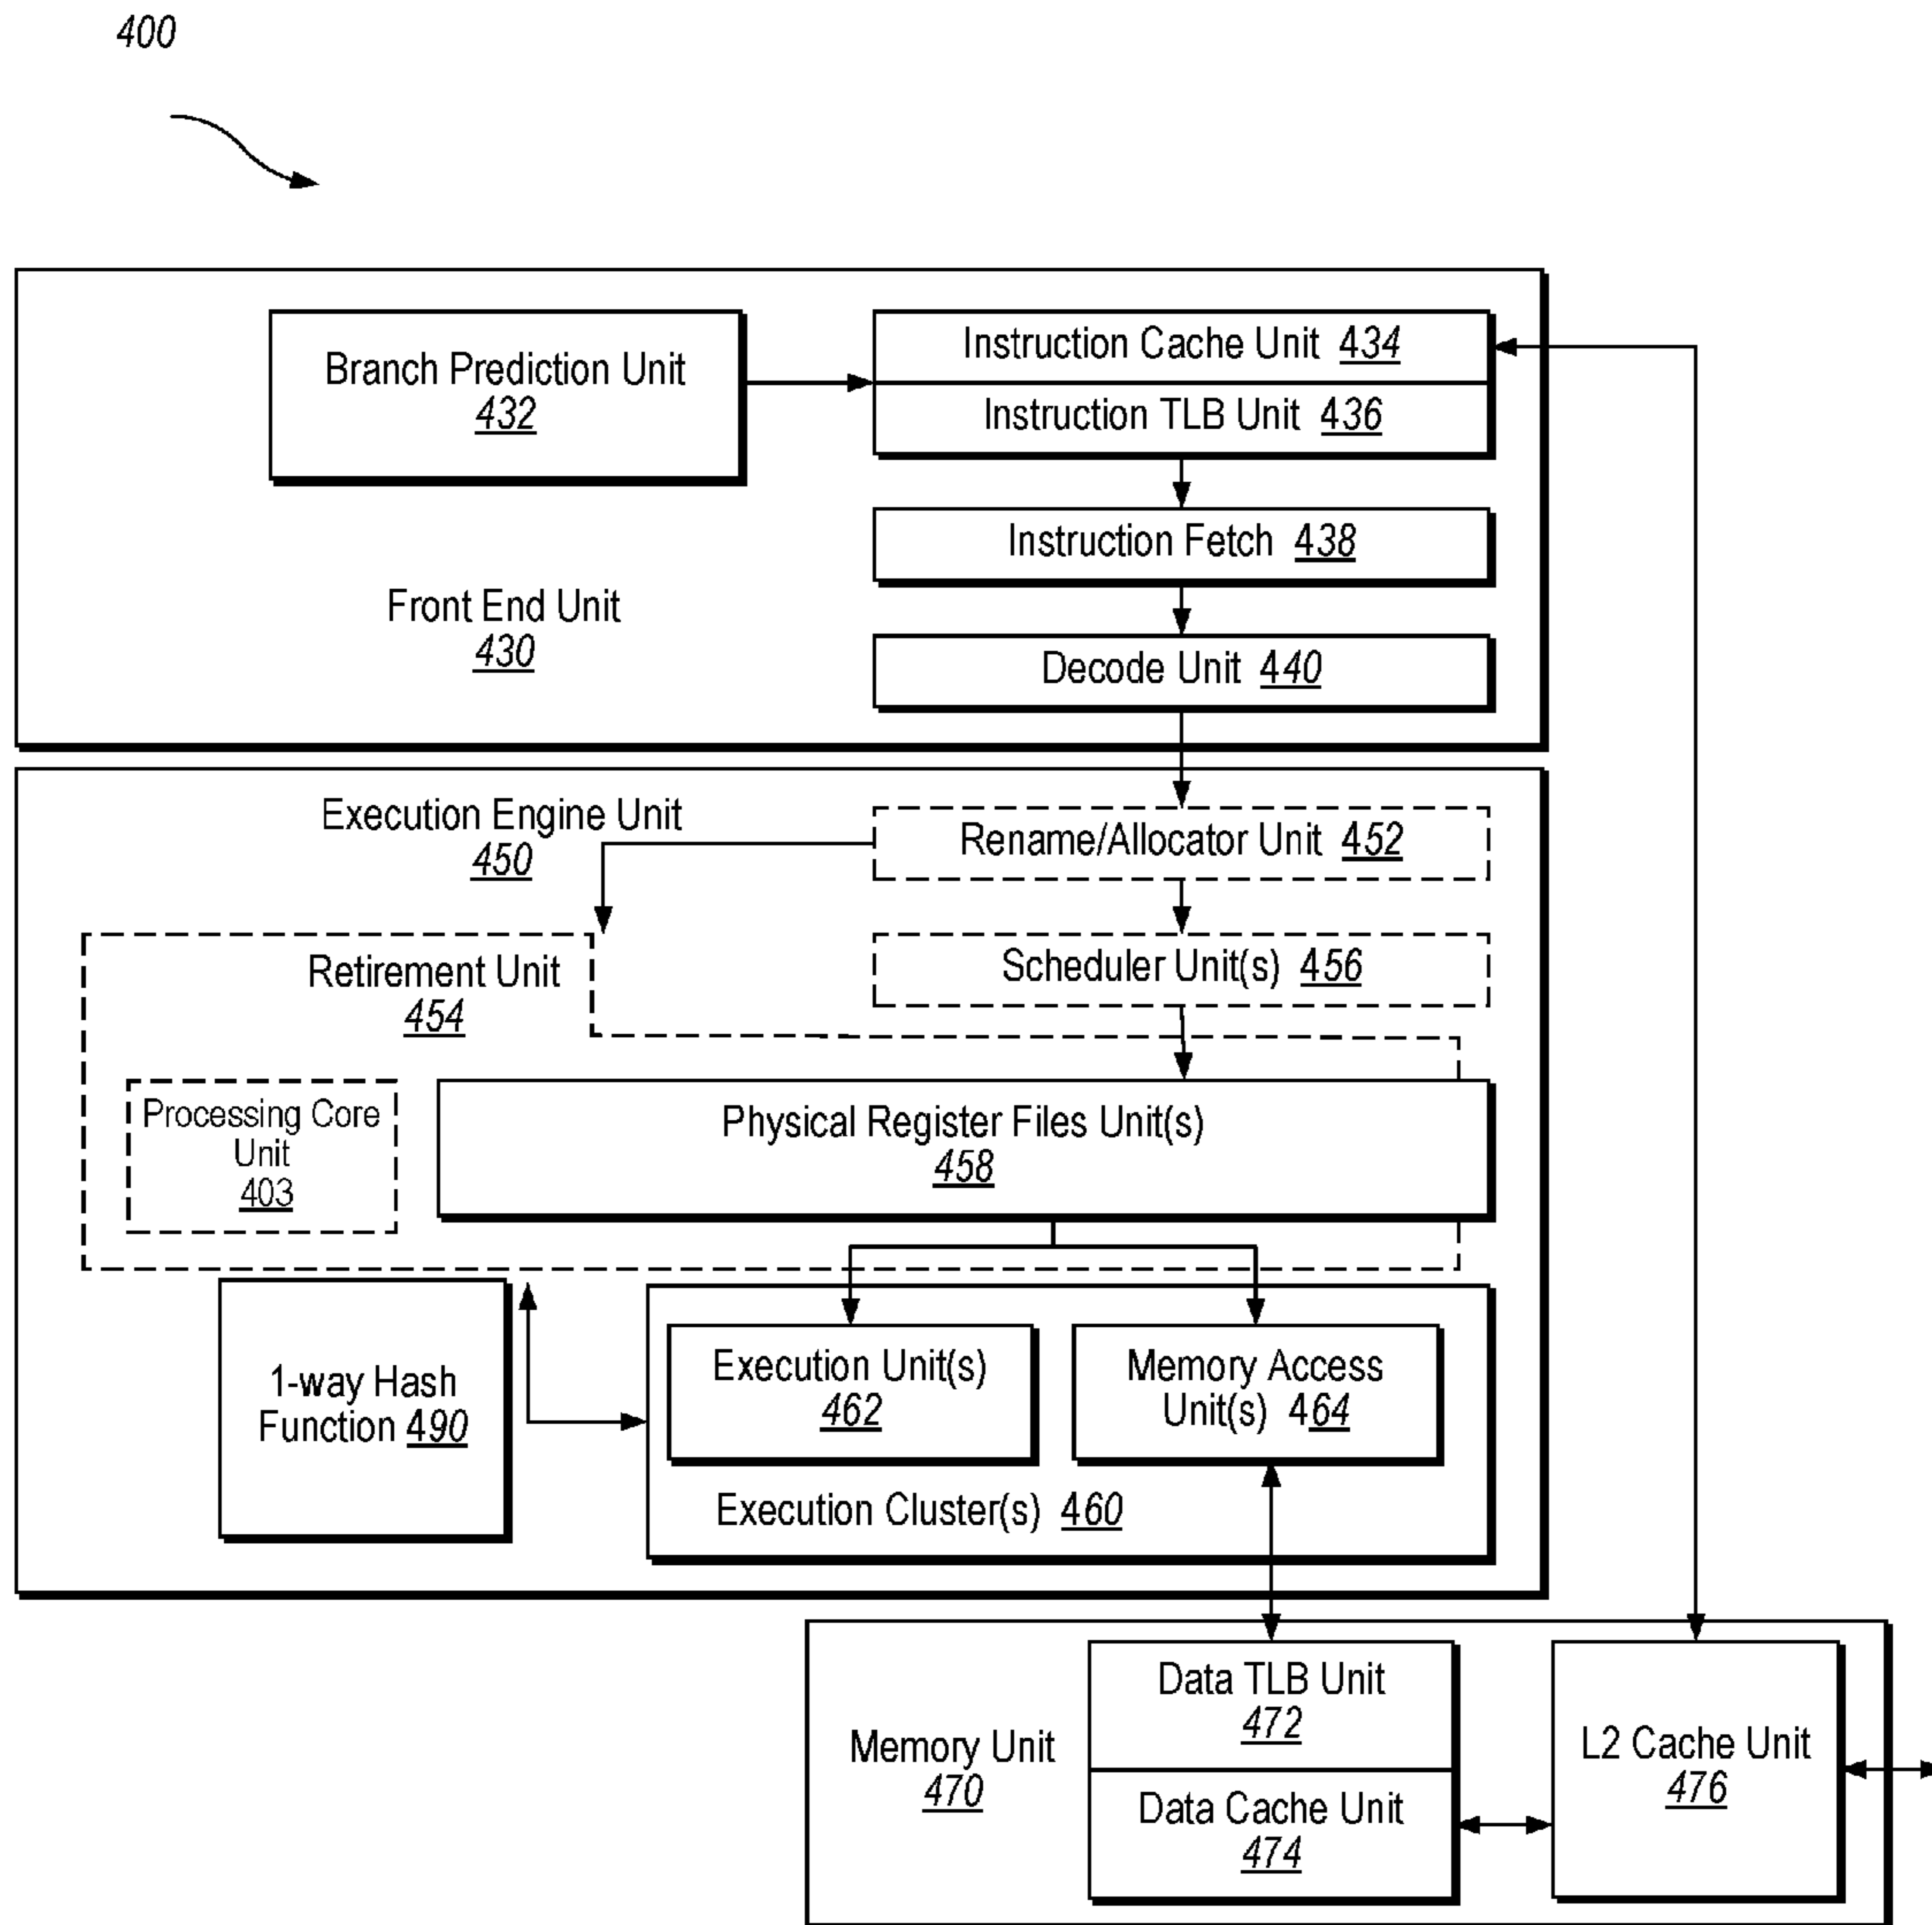 400
Branch Prediction Unit
432
Instruction Cache Unit 434
Instruction TLB Unit 436
Instruction Fetch 438
Front End Unit
430
Decode Unit 440
Execution Engine Unit
450
Rename/Allocator Unit 452
Retirement Unit
454
Scheduler Unit(s) 456
Processing Core
Unit
403
Physical Register Files Unit(s)
458
1-way Hash
Function 490
Execution Unit(s)
462
Memory Access
Unit(s) 464
Execution Cluster(s) 460
Memory Unit
470
Data TLB Unit
472
Data Cache Unit
474
L2 Cache Unit
476